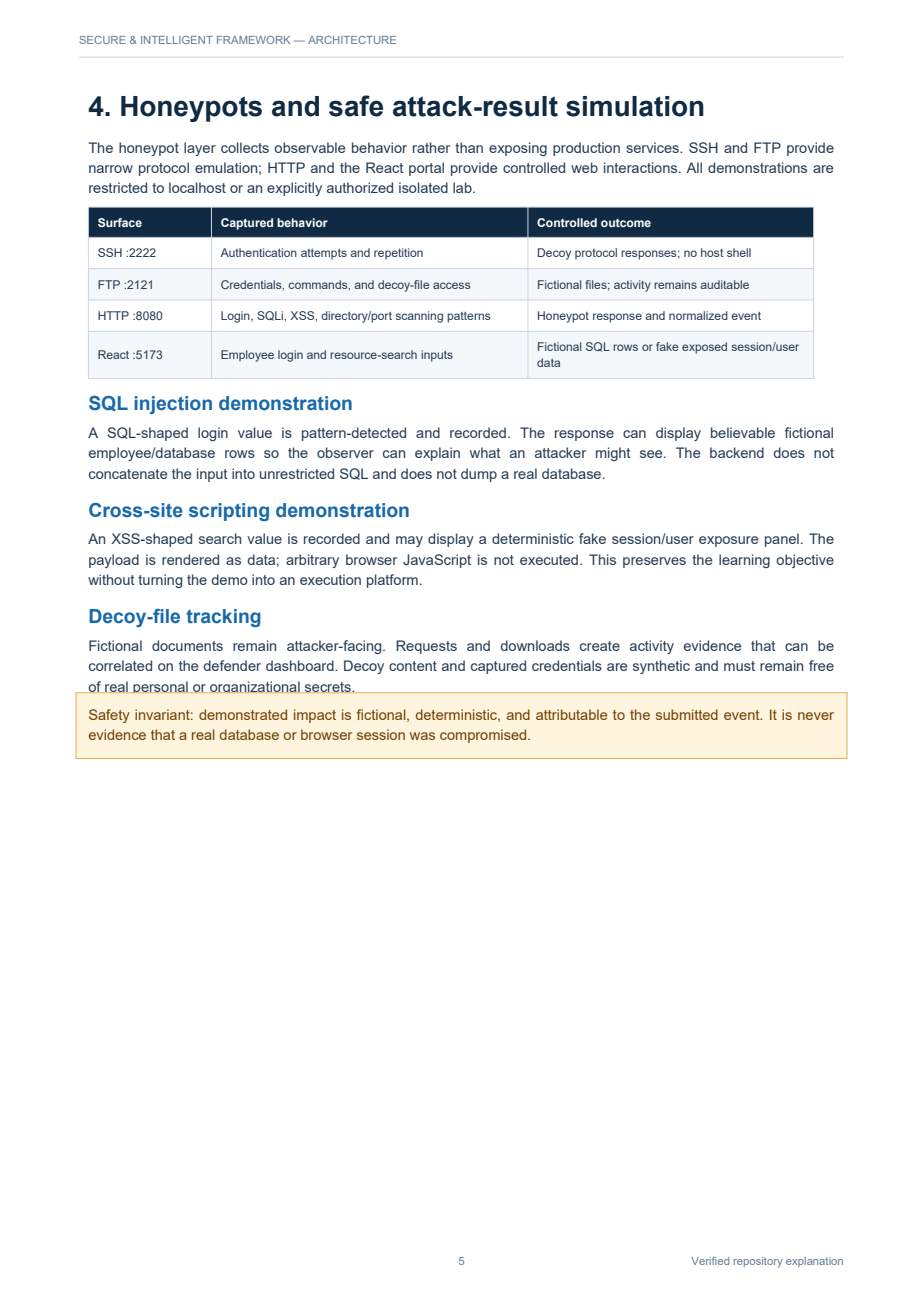 SECURE & INTELLIGENT FRAMEWORK — ARCHITECTURE
4. Honeypots and safe attack-result simulation
The honeypot layer collects observable behavior rather than exposing production services. SSH and FTP provide
narrow protocol emulation; HTTP and the React portal provide controlled web interactions. All demonstrations are
restricted to localhost or an explicitly authorized isolated lab.
Surface Captured behavior Controlled outcome
SSH :2222 Authentication attempts and repetition Decoy protocol responses; no host shell
FTP :2121 Credentials, commands, and decoy-file access Fictional files; activity remains auditable
HTTP :8080 Login, SQLi, XSS, directory/port scanning patterns Honeypot response and normalized event
React :5173 Employee login and resource-search inputs Fictional SQL rows or fake exposed session/user
data
SQL injection demonstration
A SQL-shaped login value is pattern-detected and recorded. The response can display believable fictional
employee/database rows so the observer can explain what an attacker might see. The backend does not
concatenate the input into unrestricted SQL and does not dump a real database.
Cross-site scripting demonstration
An XSS-shaped search value is recorded and may display a deterministic fake session/user exposure panel. The
payload is rendered as data; arbitrary browser JavaScript is not executed. This preserves the learning objective
without turning the demo into an execution platform.
Decoy-file tracking
Fictional documents remain attacker-facing. Requests and downloads create activity evidence that can be
correlated on the defender dashboard. Decoy content and captured credentials are synthetic and must remain free
of real personal or organizational secrets.
Safety invariant: demonstrated impact is fictional, deterministic, and attributable to the submitted event. It is never
evidence that a real database or browser session was compromised.
5 Verified repository explanation